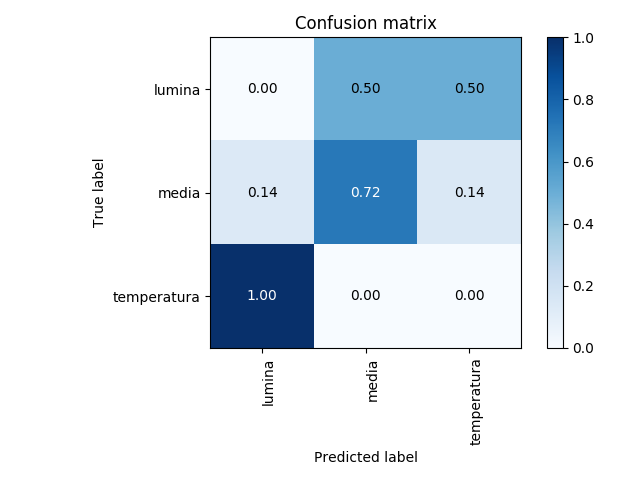 Confusion matrix
True label
lumina 0.00 0.50 0.50
media 0.14 0.72 0.14
temperatura 1.00 0.00 0.00
lumina
media
temperatura
Predicted label
1.0
0.8
0.6
0.4
0.2
0.0